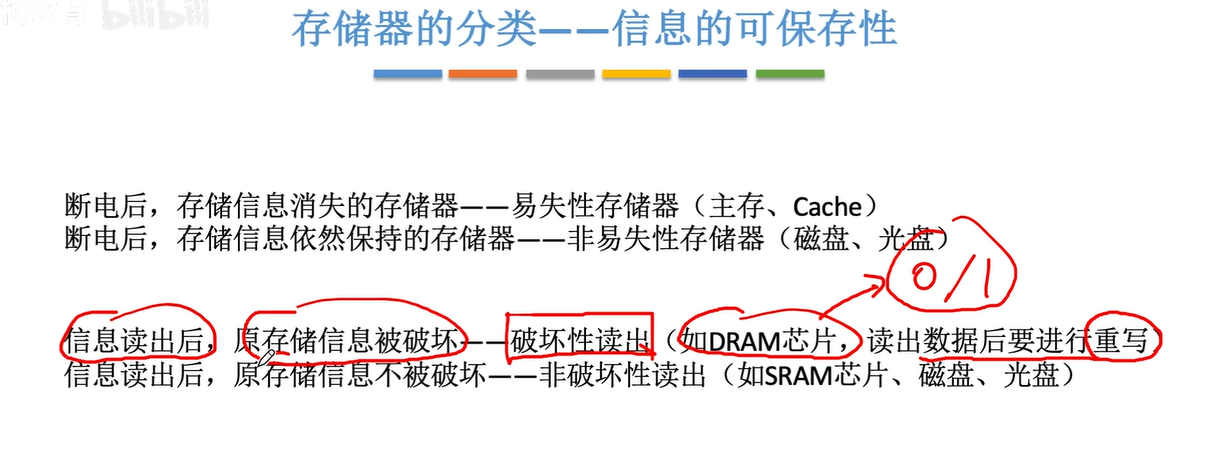 bilibili
存储器的分类——信息的可保存性
断电后，存储信息消失的存储器——易失性存储器（主存、Cache）
断电后，存储信息依然保持的存储器——非易失性存储器（磁盘、光盘）
0/1
信息读出后，原存储信息被破坏——破坏性读出（如DRAM芯片，读出数据后要进行重写）
信息读出后，原存储信息不被破坏——非破坏性读出（如SRAM芯片、磁盘、光盘）